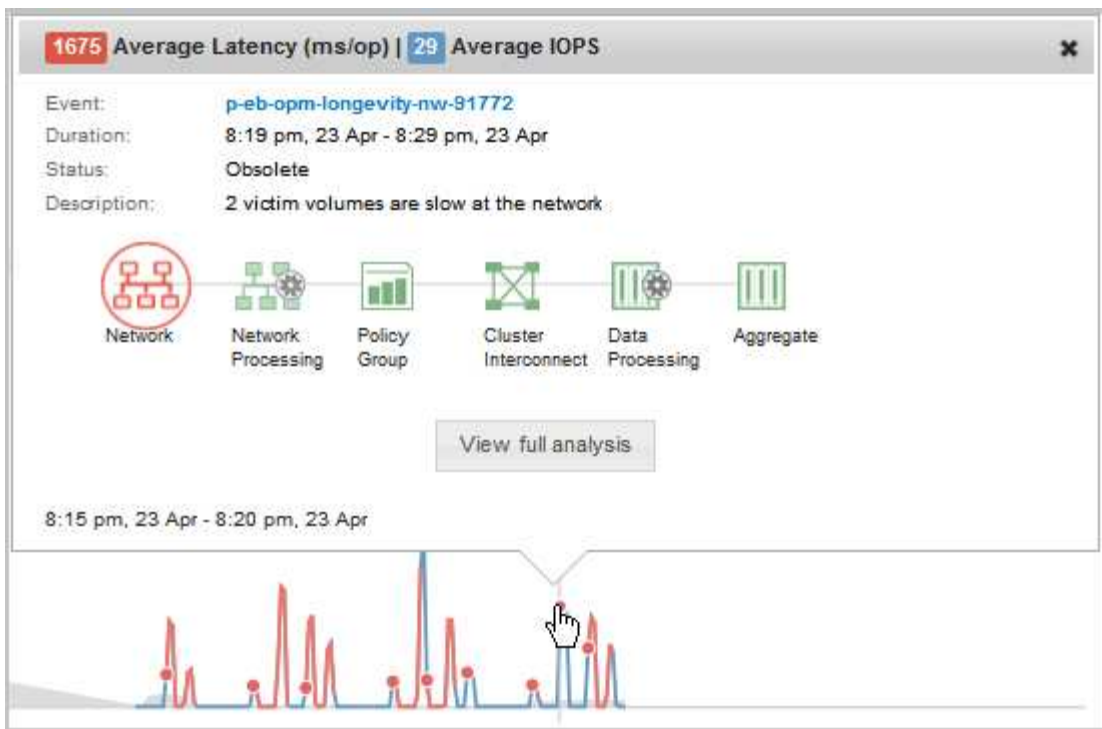 1675 Average Latency (ms/op) | 29 Average IOPS
Event: p-eb-opm-longevity-nw-91772
Duration: 8:19 pm, 23 Apr - 8:29 pm, 23 Apr
Status: Obsolete
Description: 2 victim volumes are slow at the network
Network Network Policy Cluster Data Aggregate
Processing Group Interconnect Processing
View full analysis
8:15 pm, 23 Apr - 8:20 pm, 23 Apr